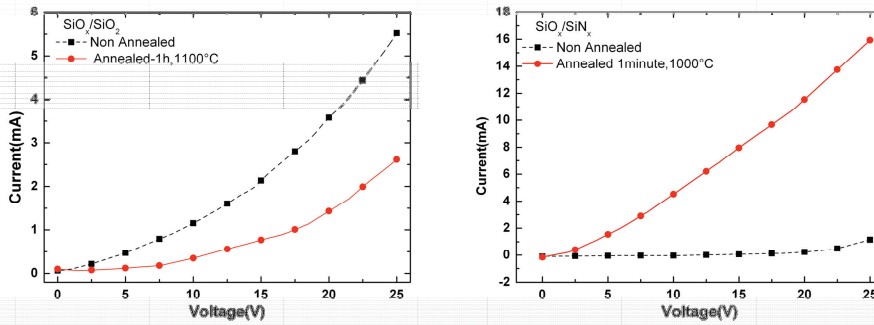 SiOx/SiO2
Non Annealed
Annealed-1h,1100°C
6
5
4
3
2
1
0
Current(mA)
0 5 10 15 20 25
Voltage(V)
SiOx/SiNx
Non Annealed
Annealed 1minute,1000°C
18
16
14
12
10
8
6
4
2
0
-2
Current(mA)
0 5 10 15 20 25
Voltage(V)